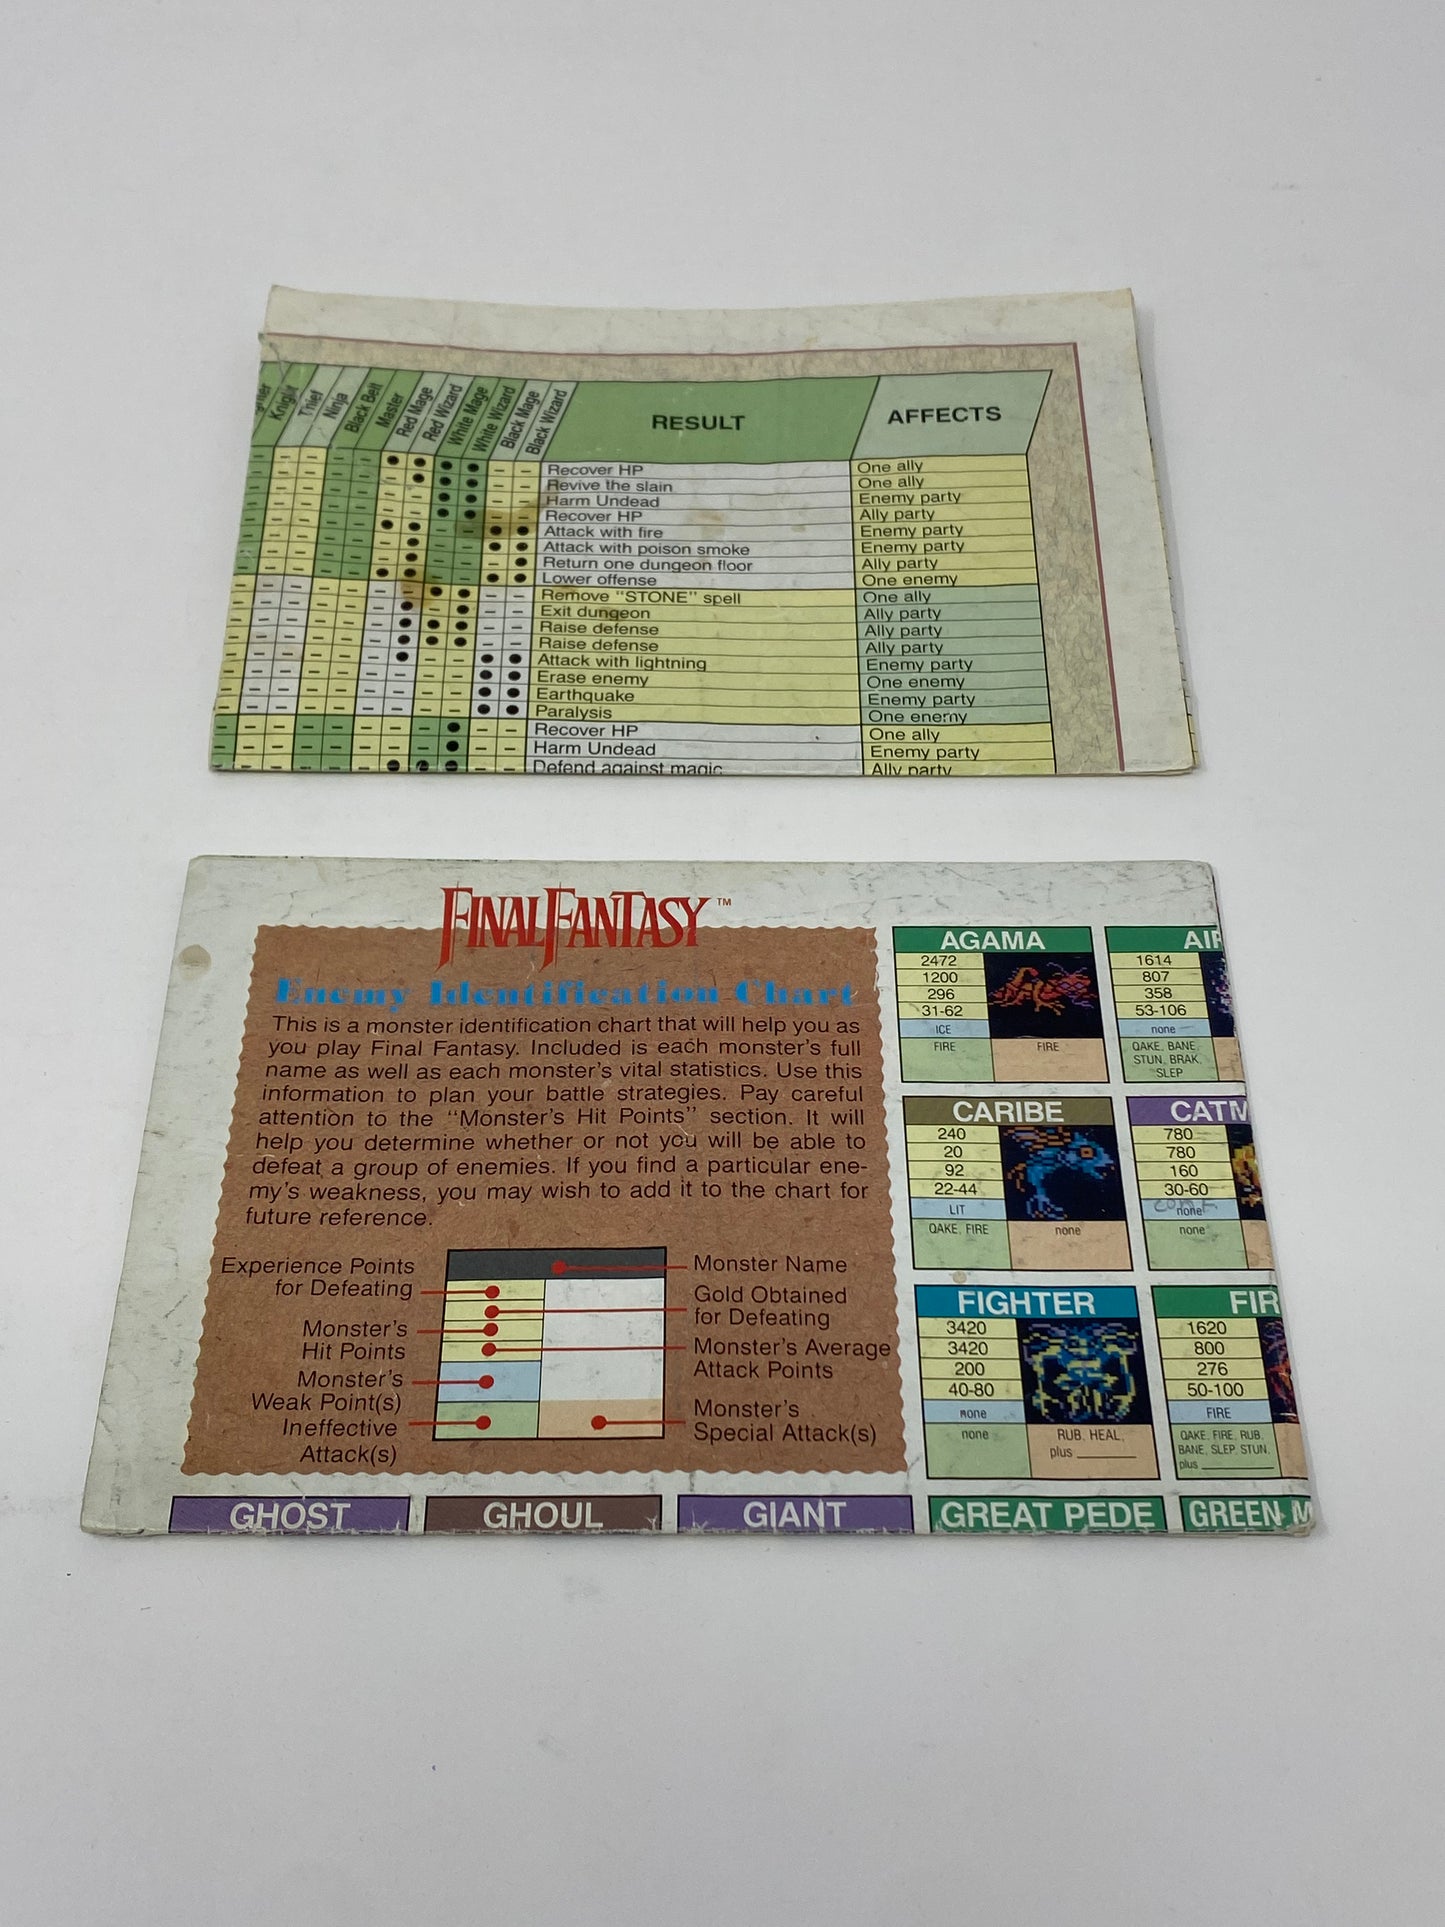 Knight
Thief
Ninja
Black Belt
Master
Red Mage
Red Wizard
White Mage
White Wizard
Black Mage
Black Wizard
RESULT
AFFECTS
Recover HP One ally
Revive the slain One ally
Harm Undead Enemy party
Recover HP Ally party
Attack with fire Enemy party
Attack with poison smoke Enemy party
Return one dungeon floor Ally party
Lower offense One enemy
Remove "STONE" spell One ally
Exit dungeon Ally party
Raise defense Ally party
Raise defense Ally party
Attack with lightning Enemy party
Erase enemy One enemy
Earthquake Enemy party
Paralysis One enemy
Recover HP One ally
Harm Undead Enemy party
Defend against magic Ally party
FINAL FANTASY™
Enemy Identification Chart
This is a monster identification chart that will help you as
you play Final Fantasy. Included is each monster's full
name as well as each monster's vital statistics. Use this
information to plan your battle strategies. Pay careful
attention to the "Monster's Hit Points" section. It will
help you determine whether or not you will be able to
defeat a group of enemies. If you find a particular ene-
my's weakness, you may wish to add it to the chart for
future reference.
Experience Points
for Defeating
Monster's
Hit Points
Monster's
Weak Point(s)
Ineffective
Attack(s)
Monster Name
Gold Obtained
for Defeating
Monster's Average
Attack Points
Monster's
Special Attack(s)
AGAMA
2472
1200
296
31-62
ICE
FIRE FIRE
AIR
1614
807
358
53-106
none
QAKE, BANE,
STUN, BRAK,
SLEP
CARIBE
240
20
92
22-44
LIT
QAKE, FIRE none
CATM
780
780
160
30-60
none
none
FIGHTER
3420
3420
200
40-80
none
none RUB, HEAL,
plus
FIR
1620
800
276
50-100
FIRE
QAKE, FIRE, RUB,
BANE, SLEP, STUN,
plus
GHOST
GHOUL
GIANT
GREAT PEDE
GREEN M